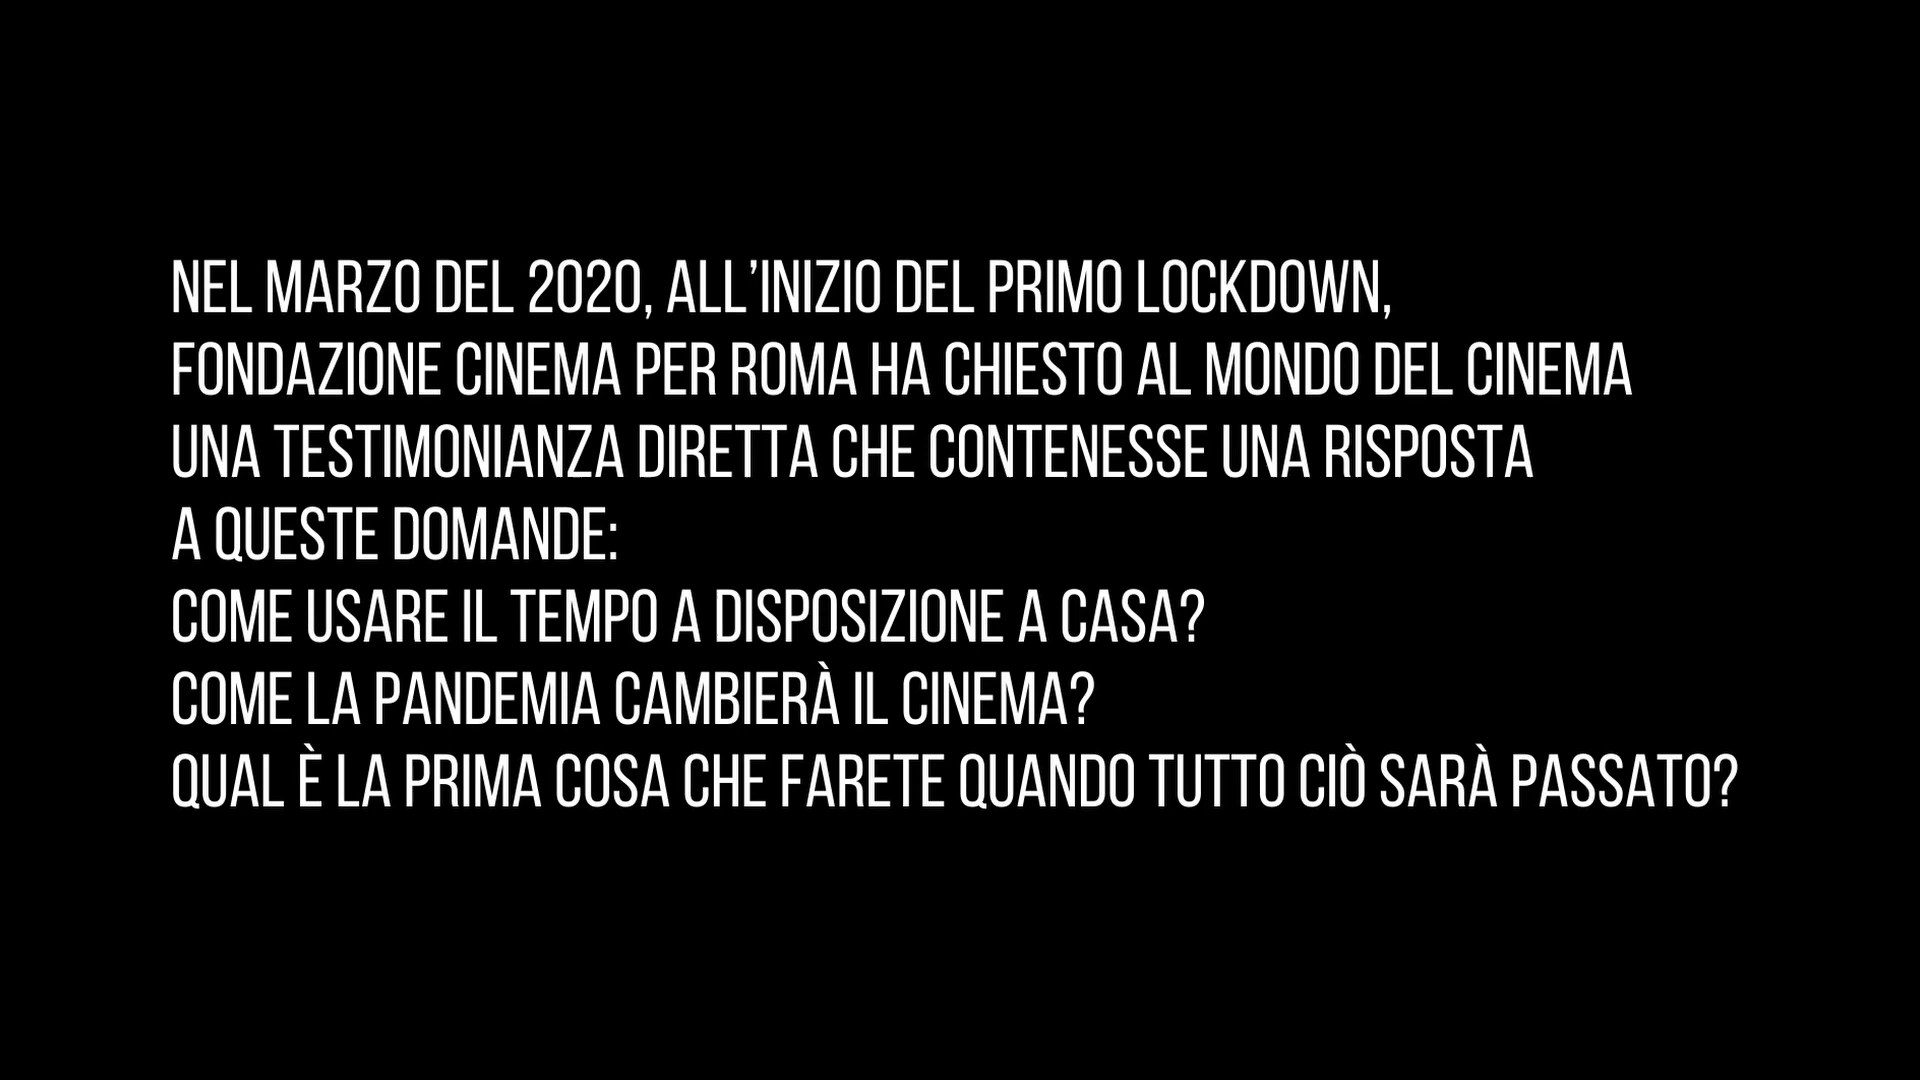 NEL MARZO DEL 2020, ALL’INIZIO DEL PRIMO LOCKDOWN,
FONDAZIONE CINEMA PER ROMA HA CHIESTO AL MONDO DEL CINEMA
UNA TESTIMONIANZA DIRETTA CHE CONTENESSE UNA RISPOSTA
A QUESTE DOMANDE:
COME USARE IL TEMPO A DISPOSIZIONE A CASA?
COME LA PANDEMIA CAMBIERÀ IL CINEMA?
QUAL È LA PRIMA COSA CHE FARETE QUANDO TUTTO CIÒ SARÀ PASSATO?